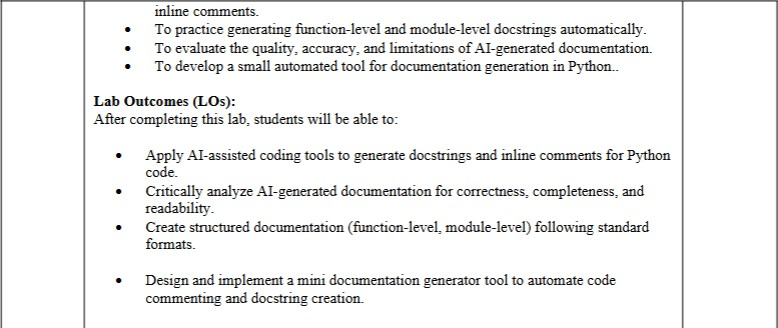 inline comments.
• To practice generating function-level and module-level docstrings automatically.
• To evaluate the quality, accuracy, and limitations of AI-generated documentation.
• To develop a small automated tool for documentation generation in Python..
Lab Outcomes (LOs):
After completing this lab, students will be able to:
• Apply AI-assisted coding tools to generate docstrings and inline comments for Python
code.
• Critically analyze AI-generated documentation for correctness, completeness, and
readability.
• Create structured documentation (function-level, module-level) following standard
formats.
• Design and implement a mini documentation generator tool to automate code
commenting and docstring creation.